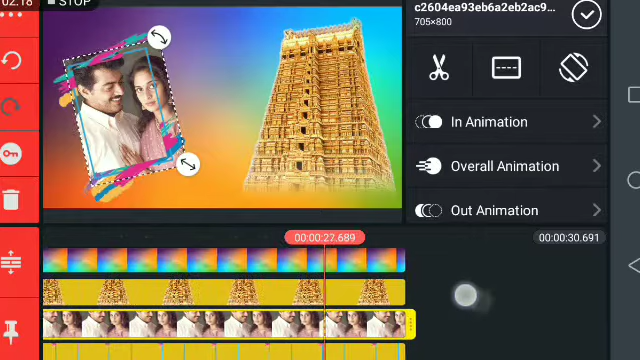 02:18
STOP
c2604ea93eb6a2eb2ac9...
705×800
In Animation
Overall Animation
Out Animation
00:00:27.689
00:00:30.691